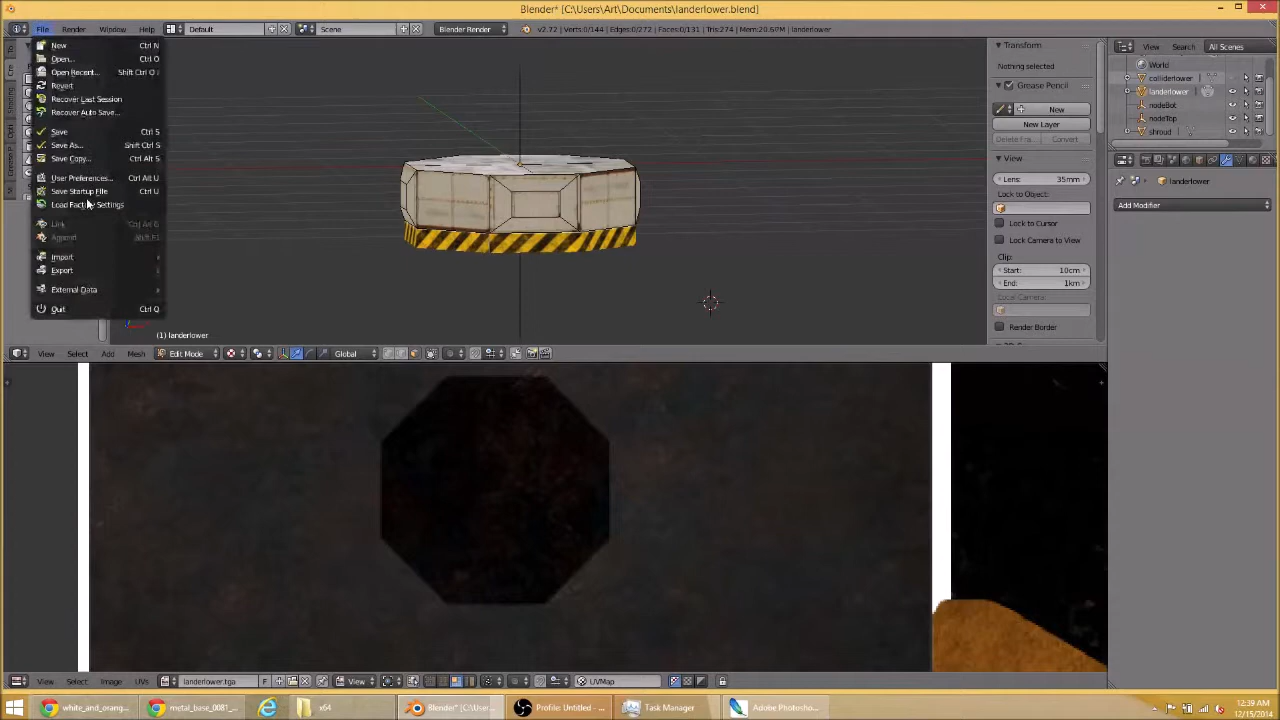 Blender* [C:\Users\Art\Documents\landerlower.blend]
File Render Window Help Default Scene Blender Render v2.72 | Verts:0/144 | Edges:0/272 | Faces:0/131 | Tris:274 | Mem:20.57M | landerlower
View Search All Scenes
New Ctrl N
Open... Ctrl O
Open Recent... Shift Ctrl O
Revert
Recover Last Session
Recover Auto Save...
Save Ctrl S
Save As... Shift Ctrl S
Save Copy... Ctrl Alt S
User Preferences... Ctrl Alt U
Save Startup File Ctrl U
Load Factory Settings
Link Ctrl Alt O
Append Shift F1
Import
Export
External Data
Quit Ctrl Q
(1) landerlower
View Select Add Mesh Edit Mode Global
Transform
Nothing selected
Grease Pencil
New
New Layer
Delete Fra... Convert
View
Lens: 35mm
Lock to Object:
Lock to Cursor
Lock Camera to View
Clip:
Start: 10cm
End: 1km
Local Camera:
Render Border
World
colliderlower
landerlower
nodeBot
nodeTop
shroud
landerlower
Add Modifier
View Select Image UVs landerlower.tga F View UVMap
white_and_orang... metal_base_0081_... x64 Blender* [C:\Users\... Profile: Untitled - ... Task Manager Adobe Photosho...
12:39 AM
12/15/2014